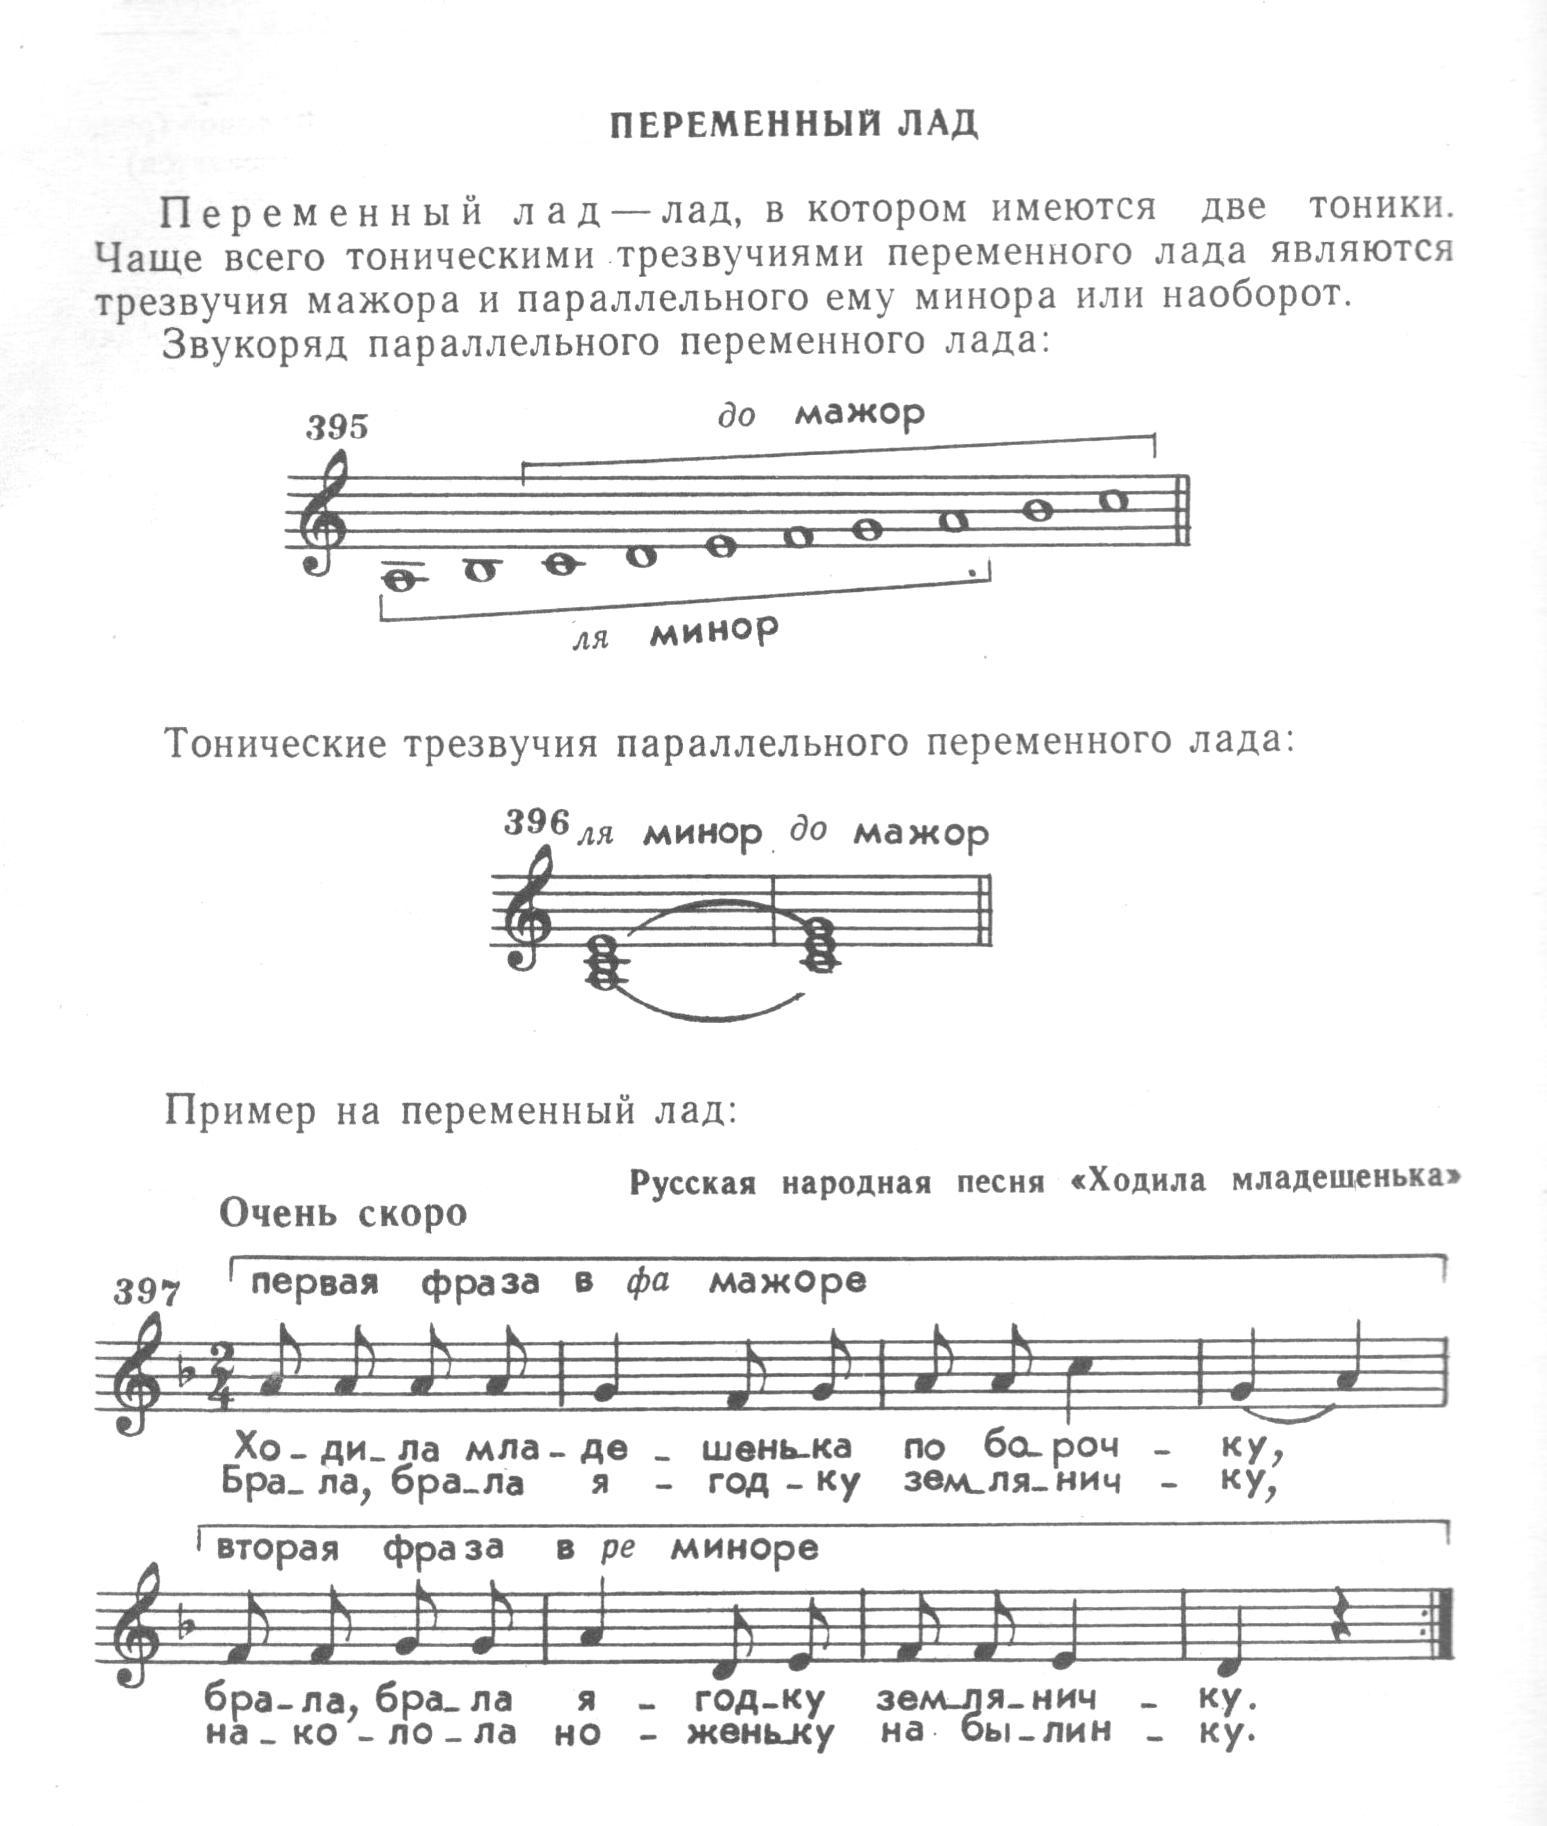 ПЕРЕМЕННЫЙ ЛАД
Переменный лад — лад, в котором имеются две тоники.
Чаще всего тоническими трезвучиями переменного лада являются
трезвучия мажора и параллельного ему минора или наоборот.
Звукоряд параллельного переменного лада:
до мажор
395
ля минор
Тонические трезвучия параллельного переменного лада:
396 ля минор до мажор
Пример на переменный лад:
Русская народная песня «Ходила младешенька»
Очень скоро
первая фраза в фа мажоре
397
2
4
Хо - ди - ла мла - де - шень-ка по ба - роч - ку,
Бра - ла, бра-ла я - год - ку зем-ля-нич - ку,
вторая фраза в ре миноре
бра-ла, бра-ла я - год-ку зем-ля-нич - ку.
на - ко - ло - ла но - жень-ку на бы-лин - ку.